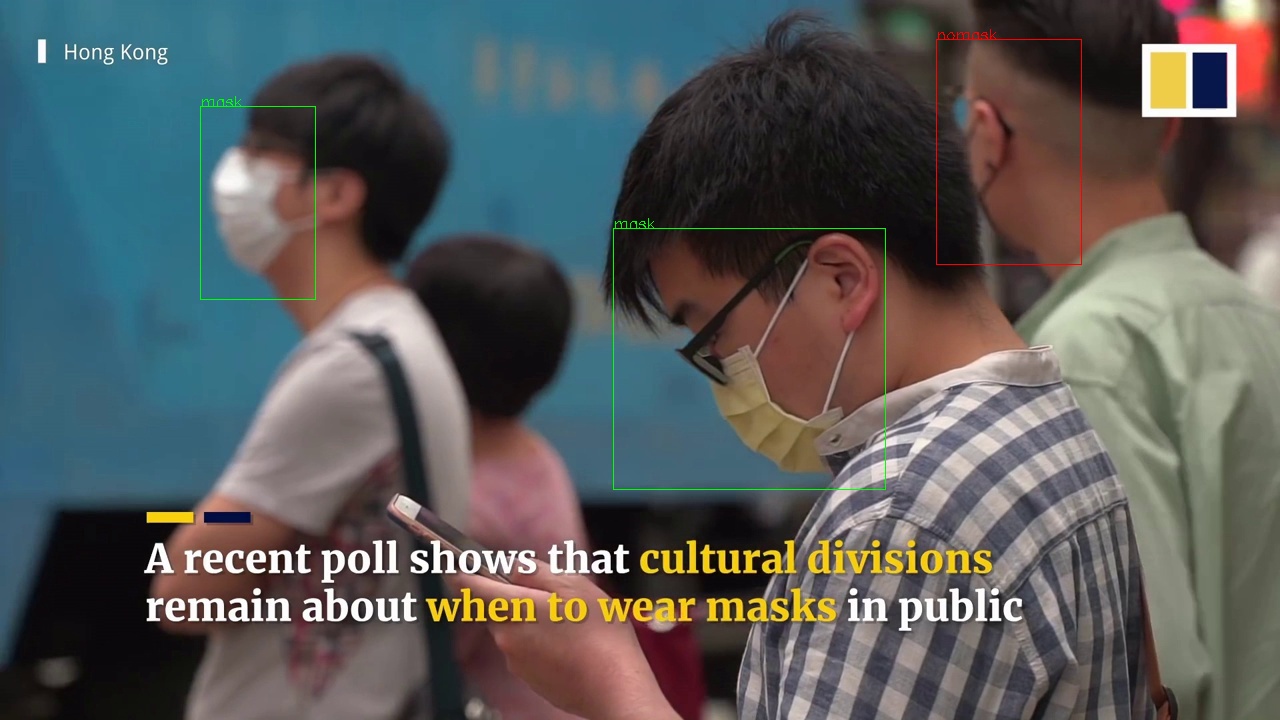 Hong Kong
mask
nomask
mask
A recent poll shows that cultural divisions
remain about when to wear masks in public